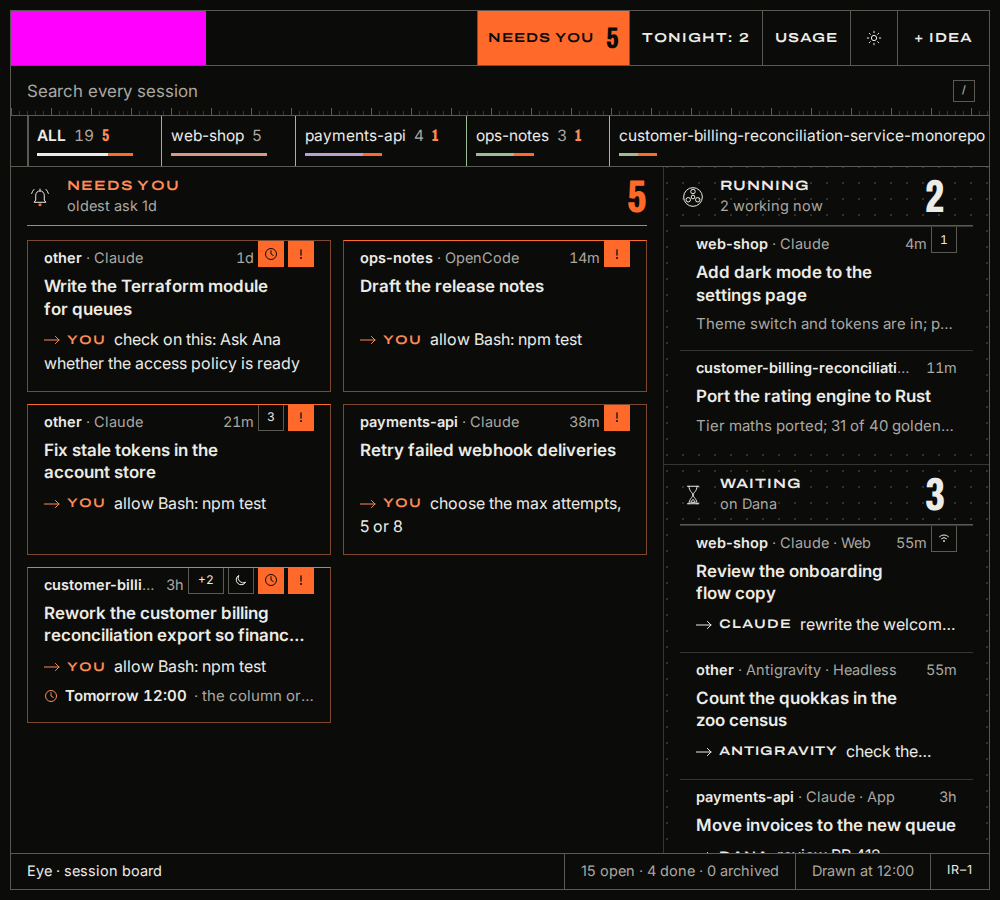 NEEDS YOU 5
TONIGHT: 2
USAGE
+ IDEA
Search every session
/
ALL 19 5
web-shop 5
payments-api 4 1
ops-notes 3 1
customer-billing-reconciliation-service-monorepo
NEEDS YOU
oldest ask 1d
5
other · Claude 1d !
Write the Terraform module
for queues
→ YOU check on this: Ask Ana
whether the access policy is ready
ops-notes · OpenCode 14m !
Draft the release notes
→ YOU allow Bash: npm test
other · Claude 21m 3 !
Fix stale tokens in the
account store
→ YOU allow Bash: npm test
payments-api · Claude 38m !
Retry failed webhook deliveries
→ YOU choose the max attempts,
5 or 8
customer-billi... 3h +2 !
Rework the customer billing
reconciliation export so financ...
→ YOU allow Bash: npm test
Tomorrow 12:00 · the column or...
RUNNING
2 working now
2
web-shop · Claude 4m 1
Add dark mode to the
settings page
Theme switch and tokens are in; p...
customer-billing-reconciliati... 11m
Port the rating engine to Rust
Tier maths ported; 31 of 40 golden...
WAITING
on Dana
3
web-shop · Claude · Web 55m
Review the onboarding
flow copy
→ CLAUDE rewrite the welcom...
other · Antigravity · Headless 55m
Count the quokkas in the
zoo census
→ ANTIGRAVITY check the...
payments-api · Claude · App 3h
Move invoices to the new queue
Eye · session board
15 open · 4 done · 0 archived
Drawn at 12:00
IR–1